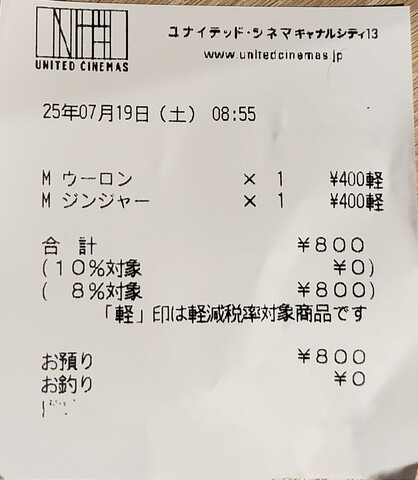 UNITED CINEMAS
ユナイテッド・シネマキャナルシティ13
www.unitedcinemas.jp
25年07月19日(土) 08:55
M ウーロン × 1 ¥400軽
M ジンジャー × 1 ¥400軽
合 計 ¥800
(10%対象 ¥0)
( 8%対象 ¥800)
「軽」印は軽減税率対象商品です
お預り ¥800
お釣り ¥0